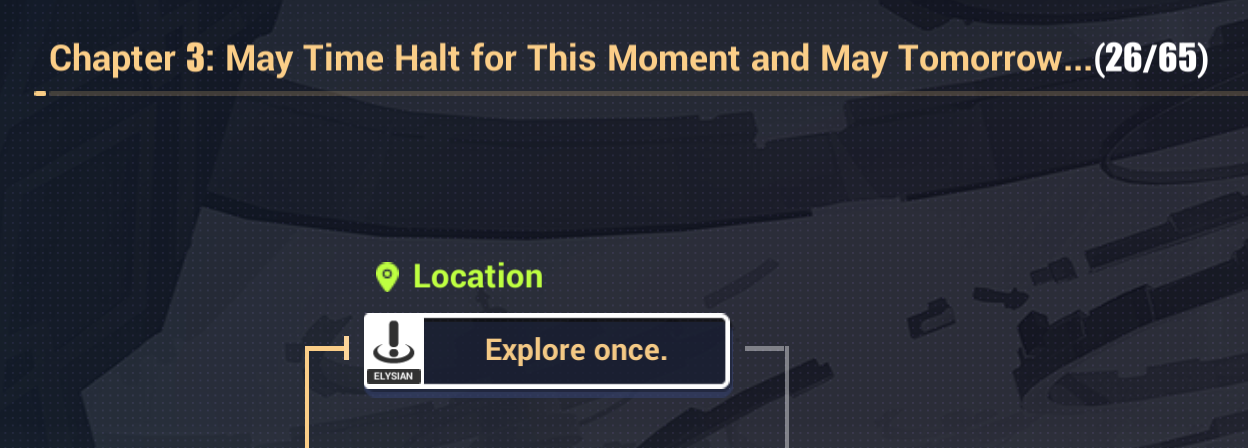 Chapter 3: May Time Halt for This Moment and May Tomorrow...(26/65)
Location
Explore once.
ELYSIAN